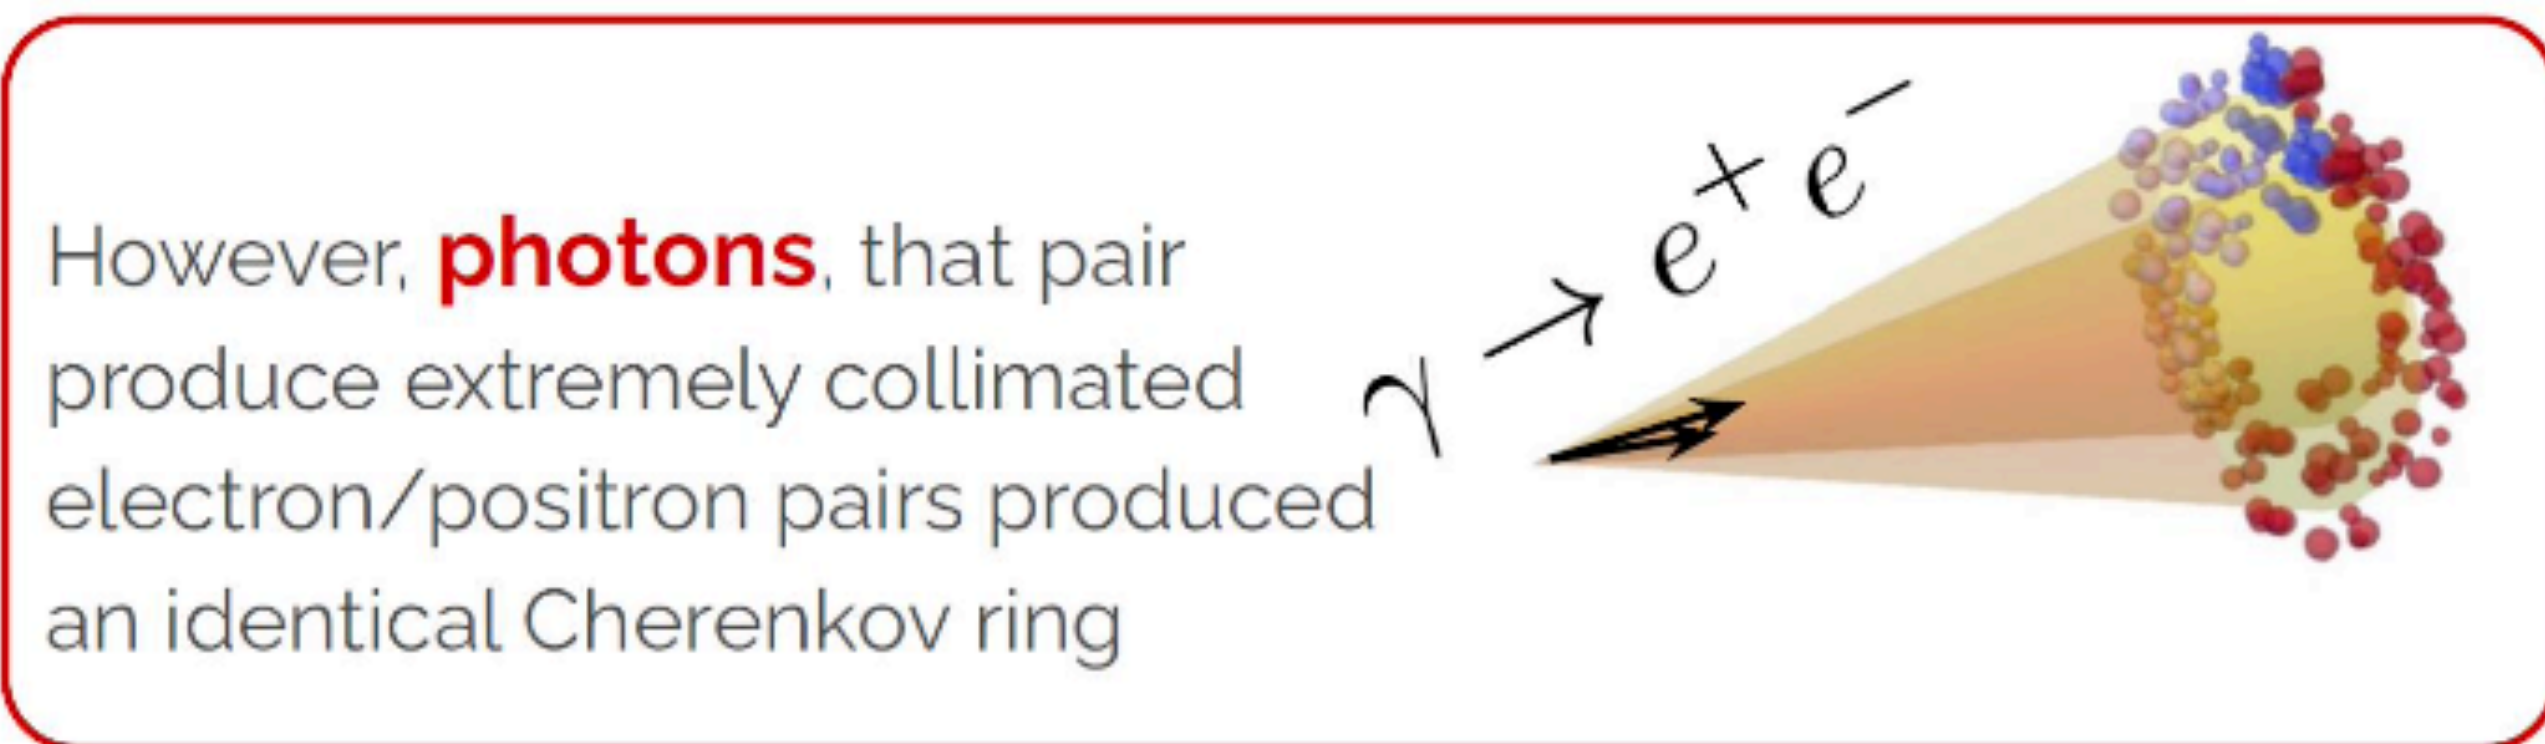 However, photons, that pair
produce extremely collimated
electron/positron pairs produced
an identical Cherenkov ring
γ → e⁺ e⁻